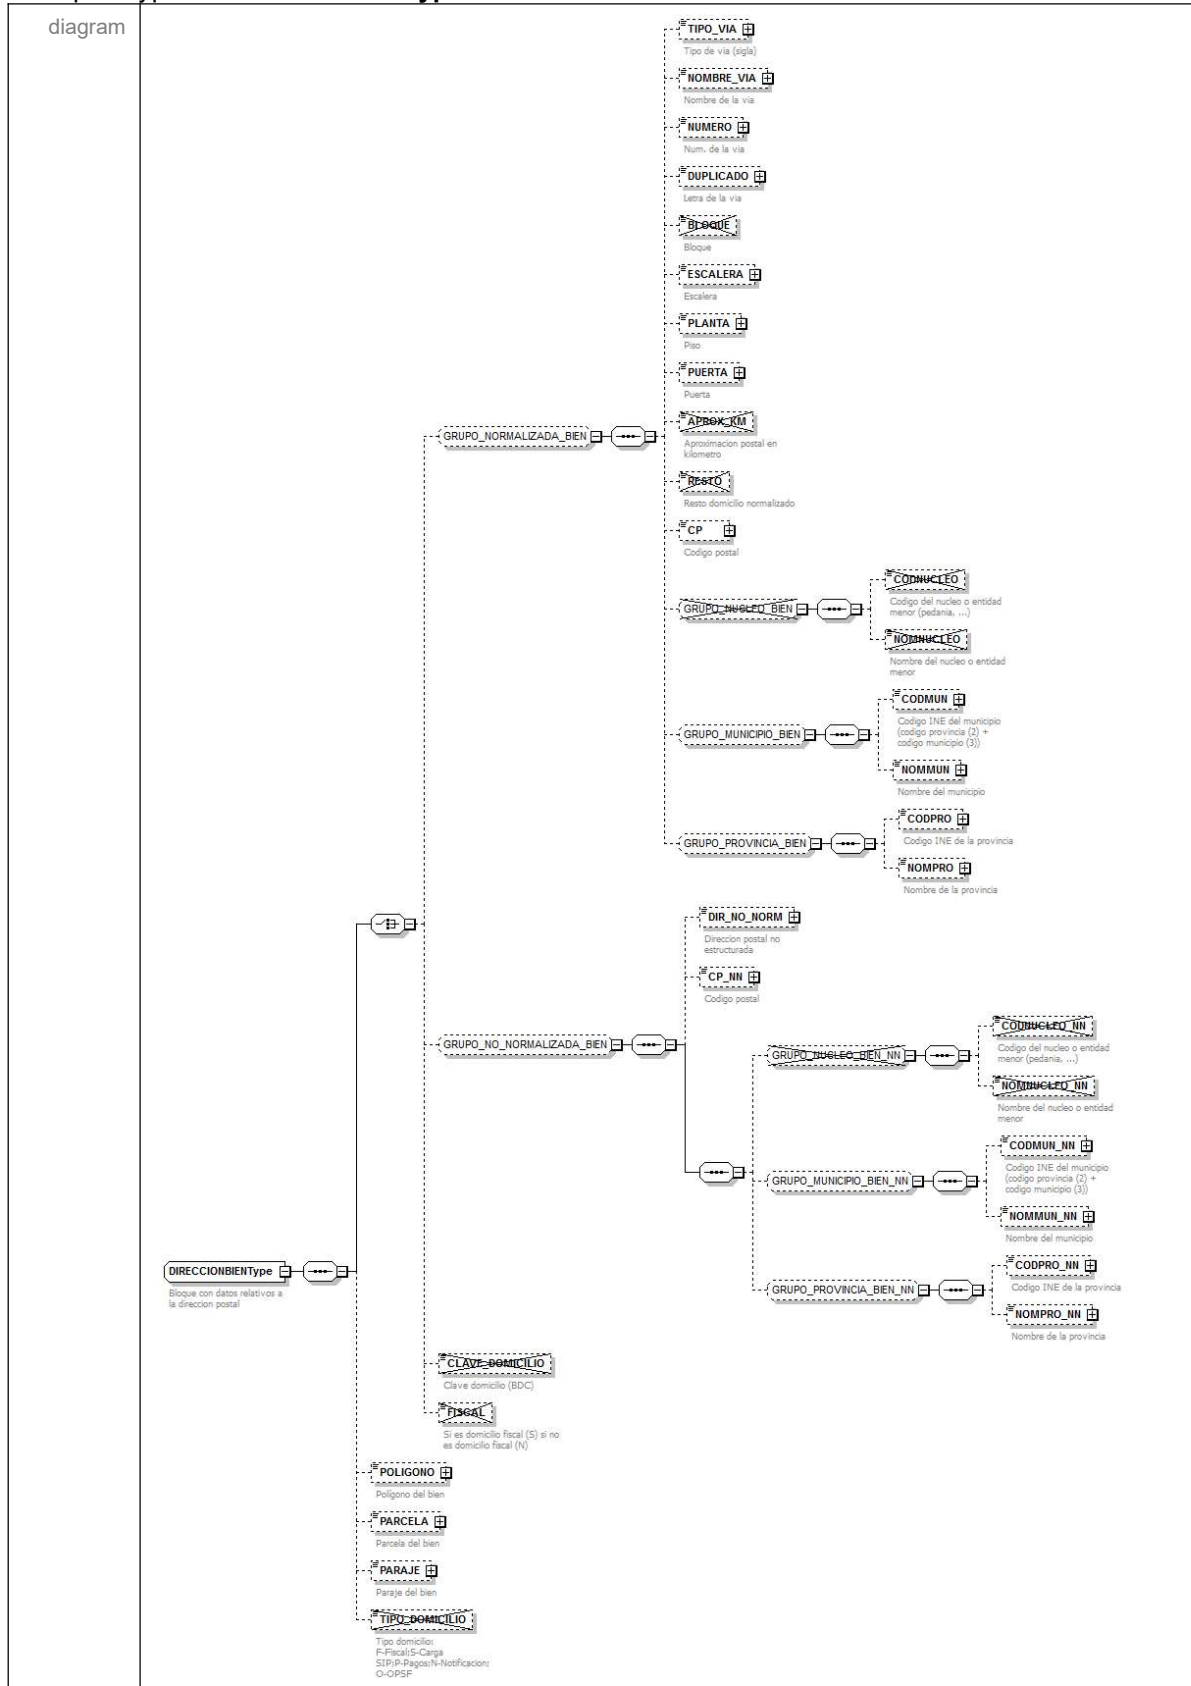 diagram
TIPO_VIA
Tipo de via (sigla)
NOMBRE_VIA
Nombre de la via
NUMERO
Num. de la via
DUPLICADO
Letra de la via
BLOQUE
Bloque
ESCALERA
Escalera
PLANTA
Piso
PUERTA
Puerta
APROX_KM
Aproximacion postal en
kilometro
RESTO
Resto domicilio normalizado
CP
Codigo postal
GRUPO_NORMALIZADA_BIEN
GRUPO_NUCLEO_BIEN
CODNUCLEO
Codigo del nucleo o entidad
menor (pedania, ...)
NOMNUCLEO
Nombre del nucleo o entidad
menor
GRUPO_MUNICIPIO_BIEN
CODMUN
Codigo INE del municipio
(codigo provincia (2) +
codigo municipio (3))
NOMMUN
Nombre del municipio
GRUPO_PROVINCIA_BIEN
CODPRO
Codigo INE de la provincia
NOMPRO
Nombre de la provincia
DIR_NO_NORM
Direccion postal no
estructurada
CP_NN
Codigo postal
GRUPO_NO_NORMALIZADA_BIEN
GRUPO_NUCLEO_BIEN_NN
CODNUCLEO_NN
Codigo del nucleo o entidad
menor (pedania, ...)
NOMNUCLEO_NN
Nombre del nucleo o entidad
menor
GRUPO_MUNICIPIO_BIEN_NN
CODMUN_NN
Codigo INE del municipio
(codigo provincia (2) +
codigo municipio (3))
NOMMUN_NN
Nombre del municipio
GRUPO_PROVINCIA_BIEN_NN
CODPRO_NN
Codigo INE de la provincia
NOMPRO_NN
Nombre de la provincia
DIRECCIONBIENType
Bloque con datos relativos a
la direccion postal
CLAVE_DOMICILIO
Clave domicilio (BDC)
FISCAL
Si es domicilio fiscal (S) si no
es domicilio fiscal (N)
POLIGONO
Poligono del bien
PARCELA
Parcela del bien
PARAJE
Paraje del bien
TIPO_DOMICILIO
Tipo domicilio:
F-Fiscal;S-Carga
SIP;P-Pagos;N-Notificacion;
O-OPSF